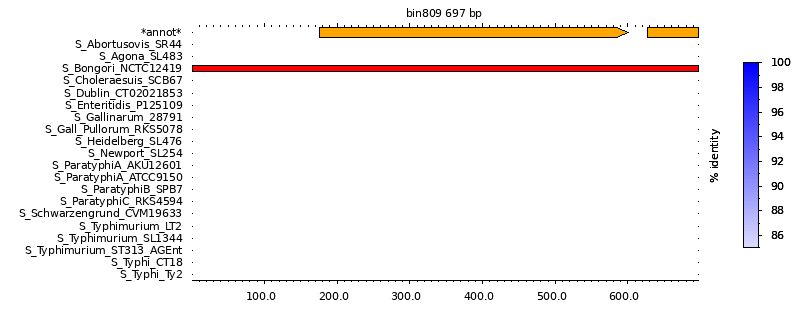 bin809 697 bp
*annot*
S_Abortusovis_SR44
S_Agona_SL483
S_Bongori_NCTC12419
S_Choleraesuis_SCB67
S_Dublin_CT02021853
S_Enteritidis_P125109
S_Gallinarum_28791
S_Gall_Pullorum_RKS5078
S_Heidelberg_SL476
S_Newport_SL254
S_ParatyphiA_AKU12601
S_ParatyphiA_ATCC9150
S_ParatyphiB_SPB7
S_ParatyphiC_RKS4594
S_Schwarzengrund_CVM19633
S_Typhimurium_LT2
S_Typhimurium_SL1344
S_Typhimurium_ST313_AGEnt
S_Typhi_CT18
S_Typhi_Ty2
100.0 200.0 300.0 400.0 500.0 600.0
% identity
100
98
96
94
92
90
88
86